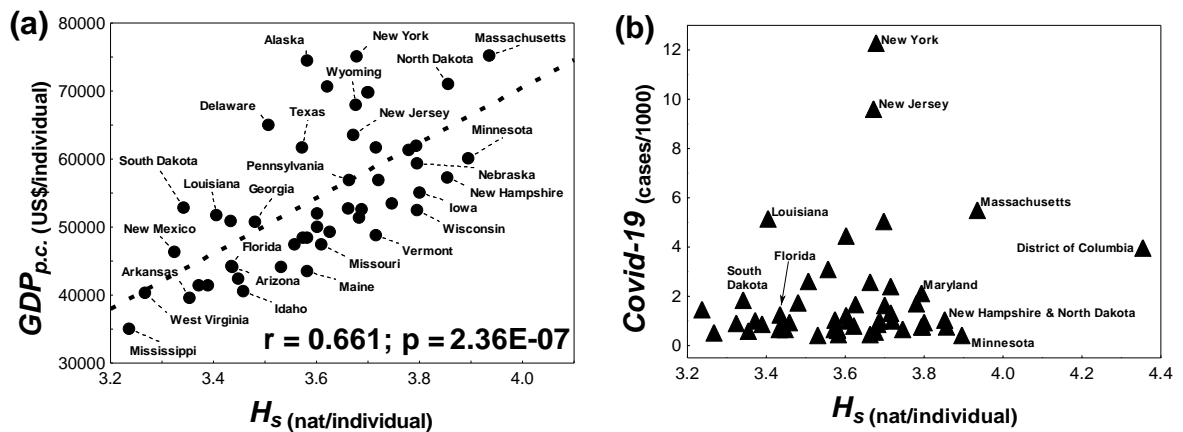 (a)
80000
70000
60000
50000
40000
30000
GDPp.c. (US$/individual)
Alaska
New York
Massachusetts
North Dakota
Wyoming
Delaware
Texas
New Jersey
Minnesota
Pennsylvania
South Dakota
Nebraska
Louisiana
Georgia
New Hampshire
Iowa
New Mexico
Wisconsin
Florida
Vermont
Missouri
Arkansas
Arizona
Maine
Idaho
West Virginia
Mississippi
r = 0.661; p = 2.36E-07
3.2 3.4 3.6 3.8 4.0
Hs (nat/individual)
(b)
12
10
8
6
4
2
0
Covid-19 (cases/1000)
New York
New Jersey
Massachusetts
Louisiana
District of Columbia
Florida
South
Dakota
Maryland
New Hampshire & North Dakota
Minnesota
3.2 3.4 3.6 3.8 4.0 4.2 4.4
Hs (nat/individual)